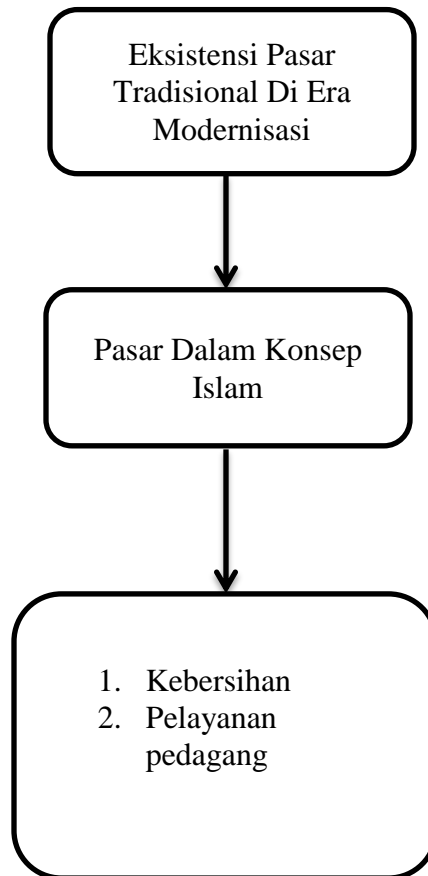 Eksistensi Pasar
Tradisional Di Era
Modernisasi
Pasar Dalam Konsep
Islam
1. Kebersihan
2. Pelayanan
pedagang